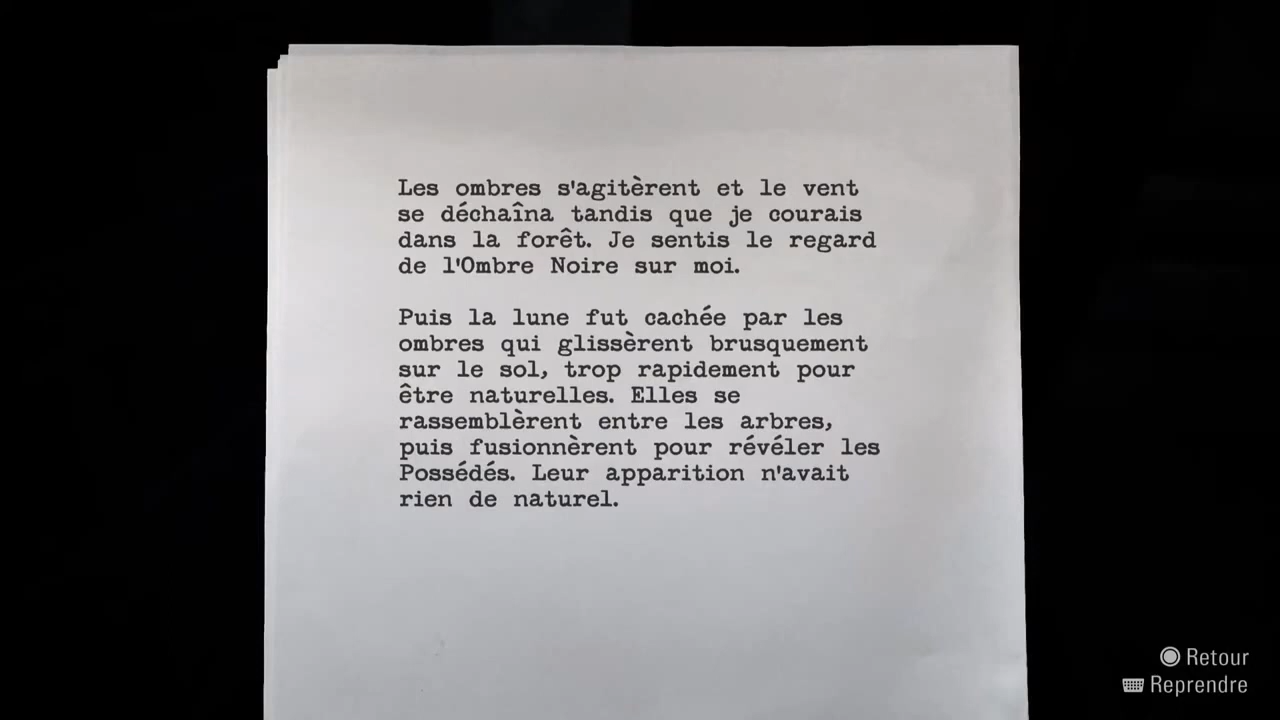 Les ombres s'agitèrent et le vent
se déchaîna tandis que je courais
dans la forêt. Je sentis le regard
de l'Ombre Noire sur moi.
Puis la lune fut cachée par les
ombres qui glissèrent brusquement
sur le sol, trop rapidement pour
être naturelles. Elles se
rassemblèrent entre les arbres,
puis fusionnèrent pour révéler les
Possédés. Leur apparition n'avait
rien de naturel.
Retour
Reprendre